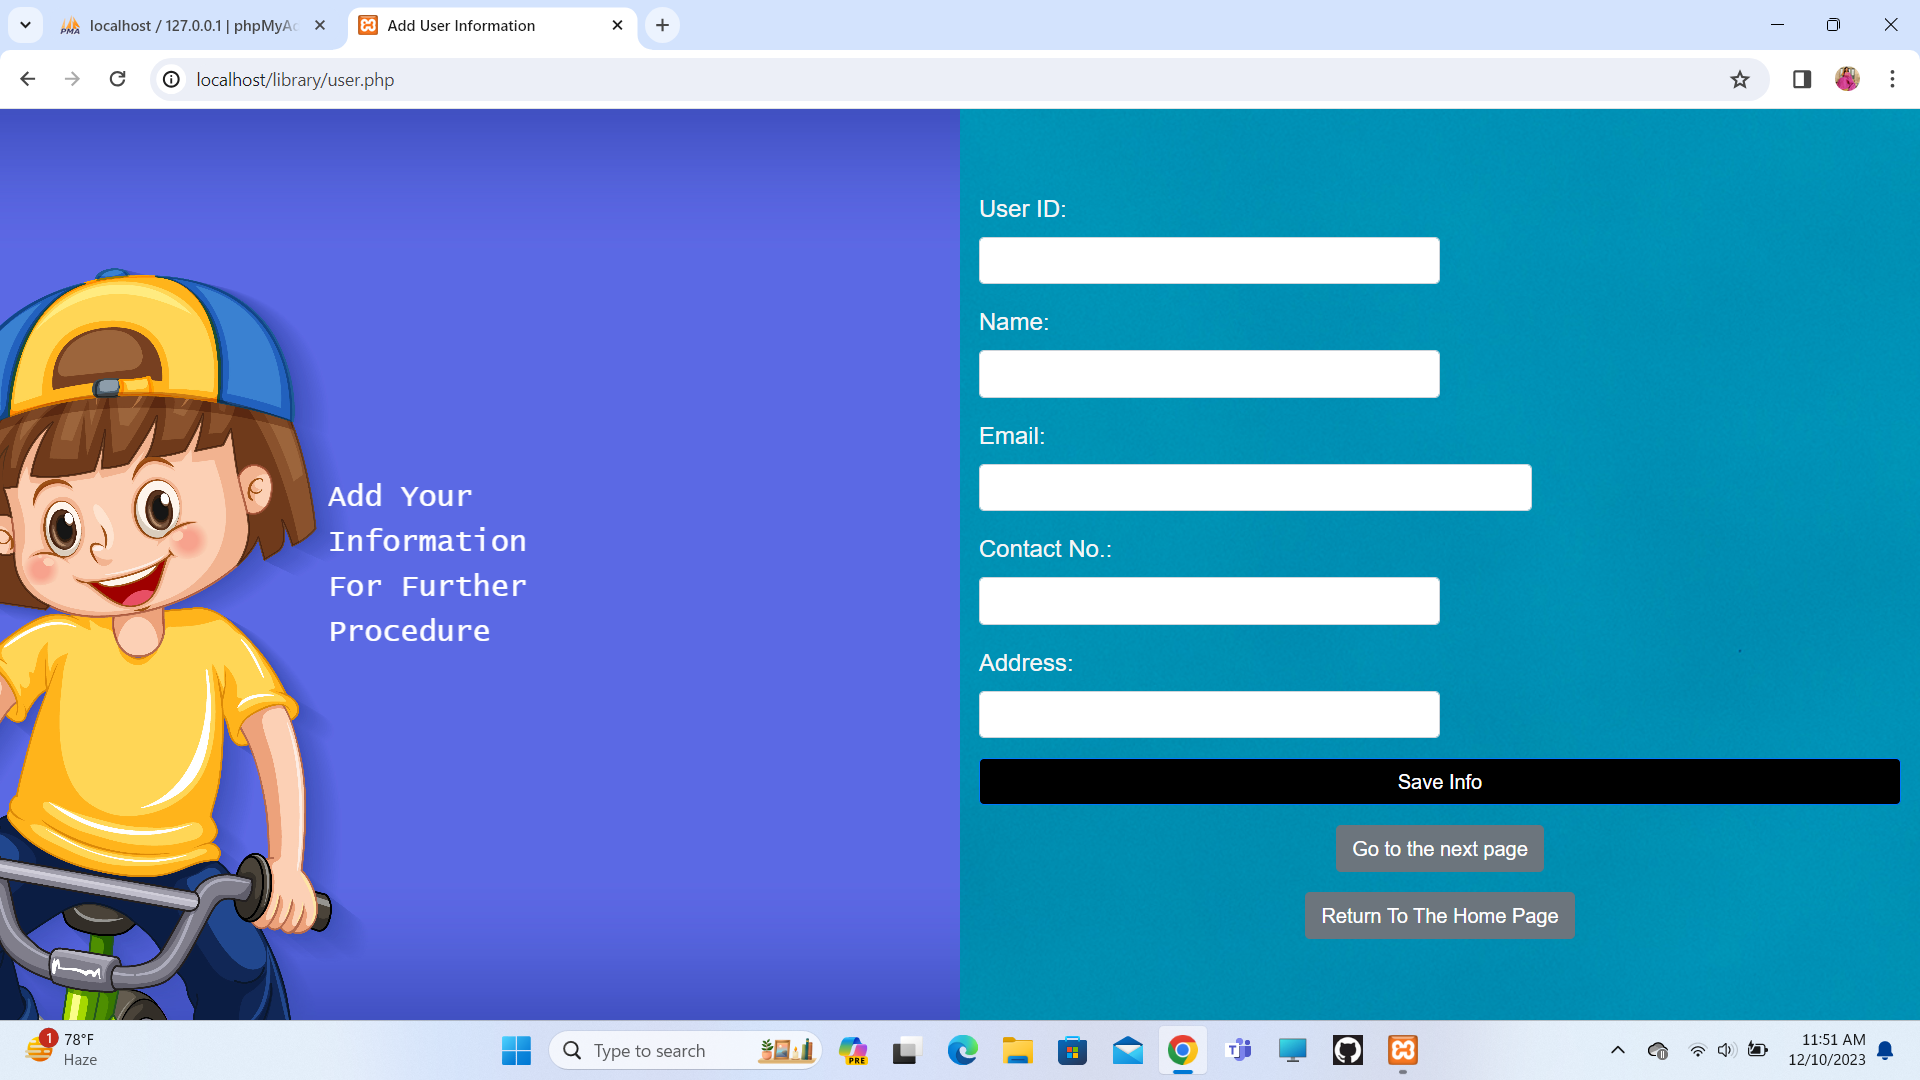 localhost / 127.0.0.1 | phpMyAc
Add User Information
localhost/library/user.php
Add Your
Information
For Further
Procedure
User ID:
Name:
Email:
Contact No.:
Address:
Save Info
Go to the next page
Return To The Home Page
1
78°F
Haze
Type to search
PRE
11:51 AM
12/10/2023